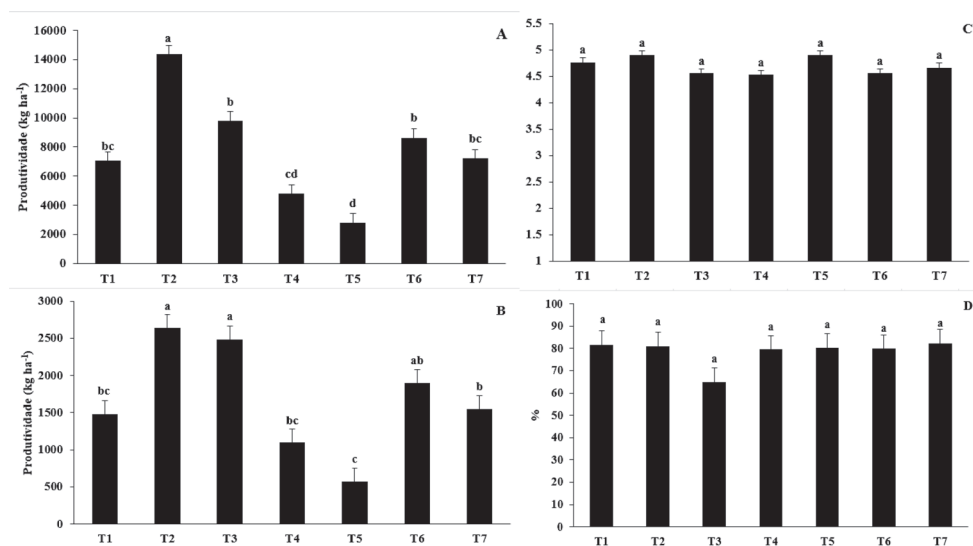 A
Produtividade (kg ha-1)
16000
14000
12000
10000
8000
6000
4000
2000
0
bc a b cd d b bc
T1 T2 T3 T4 T5 T6 T7
C
5.5
5
4.5
4
3.5
3
2.5
2
1.5
1
a a a a a a a
T1 T2 T3 T4 T5 T6 T7
B
Produtividade (kg ha-1)
3000
2500
2000
1500
1000
500
0
bc a a bc c ab b
T1 T2 T3 T4 T5 T6 T7
D
%
100
90
80
70
60
50
40
30
20
10
0
a a a a a a a
T1 T2 T3 T4 T5 T6 T7